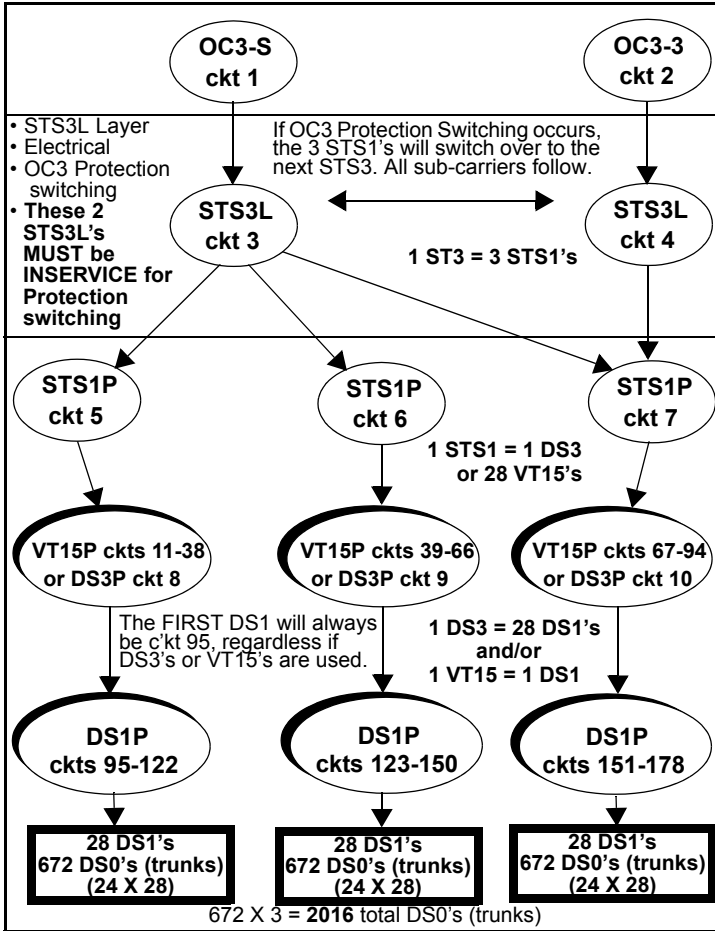 OC3-S
ckt 1
OC3-3
ckt 2
• STS3L Layer
• Electrical
• OC3 Protection
switching
• These 2
STS3L's
MUST be
INSERVICE for
Protection
switching
If OC3 Protection Switching occurs,
the 3 STS1's will switch over to the
next STS3. All sub-carriers follow.
STS3L
ckt 3
STS3L
ckt 4
1 ST3 = 3 STS1's
STS1P
ckt 5
STS1P
ckt 6
STS1P
ckt 7
1 STS1 = 1 DS3
or 28 VT15's
VT15P ckts 11-38
or DS3P ckt 8
VT15P ckts 39-66
or DS3P ckt 9
VT15P ckts 67-94
or DS3P ckt 10
The FIRST DS1 will always
be c'kt 95, regardless if
DS3's or VT15's are used.
1 DS3 = 28 DS1's
and/or
1 VT15 = 1 DS1
DS1P
ckts 95-122
DS1P
ckts 123-150
DS1P
ckts 151-178
28 DS1's
672 DS0's (trunks)
(24 X 28)
28 DS1's
672 DS0's (trunks)
(24 X 28)
28 DS1's
672 DS0's (trunks)
(24 X 28)
672 X 3 = 2016 total DS0's (trunks)